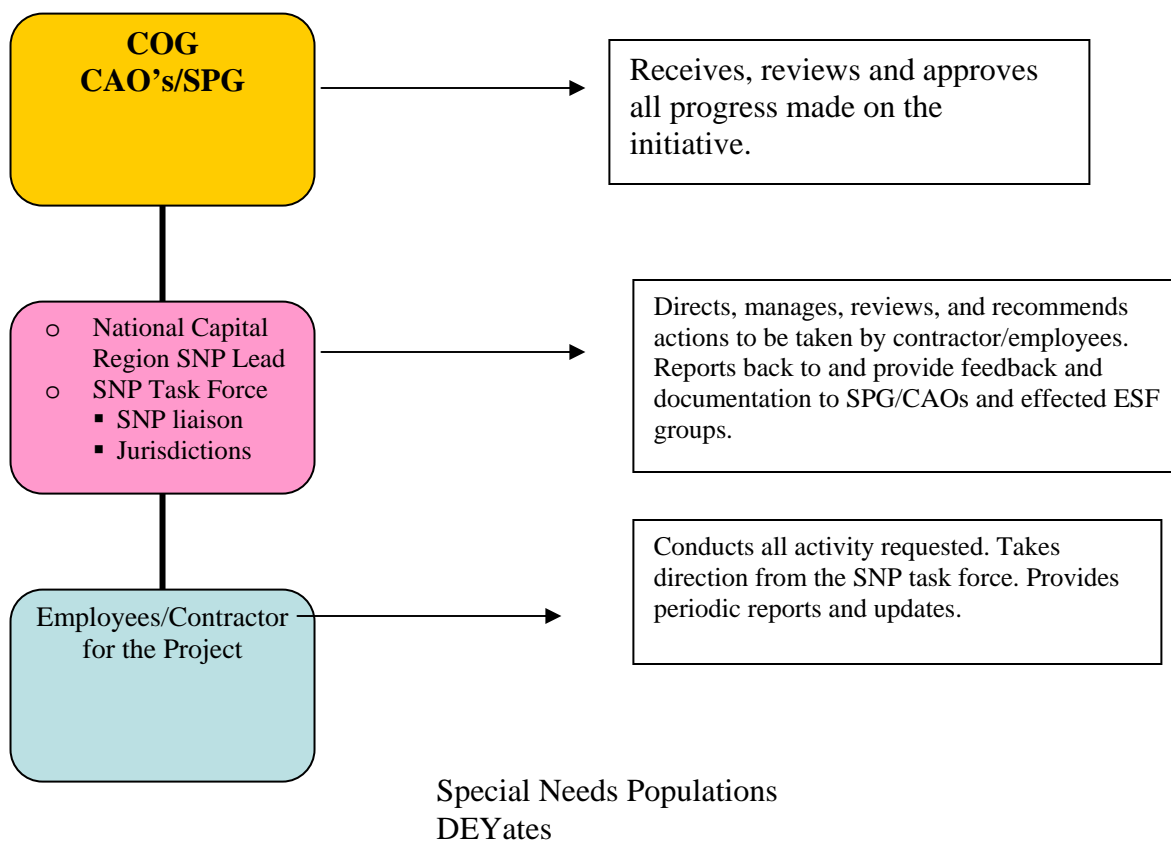 COG
CAO’s/SPG
Receives, reviews and approves
all progress made on the
initiative.
o National Capital
Region SNP Lead
o SNP Task Force
▪ SNP liaison
▪ Jurisdictions
Directs, manages, reviews, and recommends
actions to be taken by contractor/employees.
Reports back to and provide feedback and
documentation to SPG/CAOs and effected ESF
groups.
Employees/Contractor
for the Project
Conducts all activity requested. Takes
direction from the SNP task force. Provides
periodic reports and updates.
Special Needs Populations
DEYates